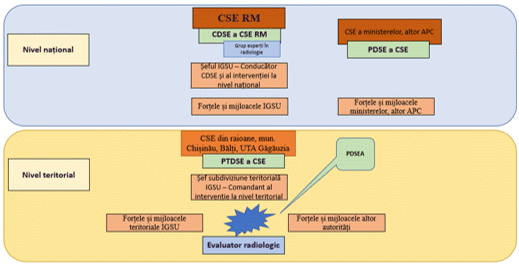 CSE RM
CDSE a CSE RM
Grup experți în
radiologie
Nivel național
Șeful IGSU – Conducător
CDSE și al intervenției la
nivel național
Forțele și mijloacele IGSU
CSE a ministerelor, altor APC
PDSE a CSE
Forțele și mijloacele
ministerelor, altor APC
CSE din raioane, mun.
Chișinău, Bălți, UTA Găgăuzia
PTDSE a CSE
PDSEA
Nivel teritorial
Șef subdiviziune teritorială
IGSU – Comandant al
intervenție la nivel teritorial
Forțele și mijloacele
teritoriale IGSU
Forțele și mijloacele altor
autorități
Evaluator radiologic